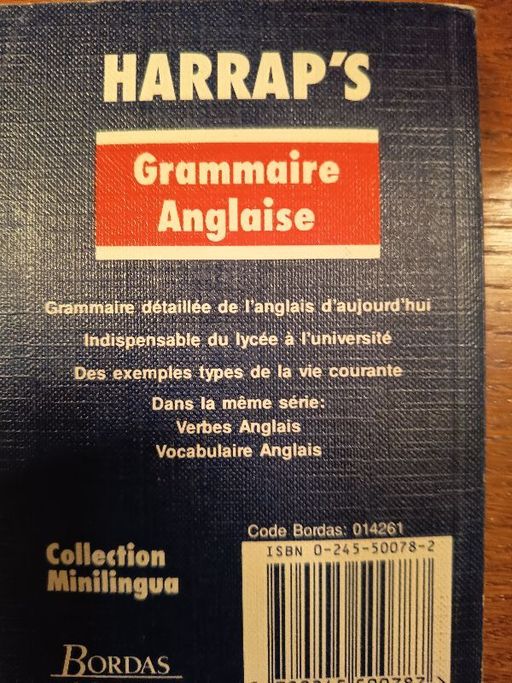 HARRAP'S
Grammaire
Anglaise
Grammaire détaillée de l'anglais d'aujourd'hui
Indispensable du lycée à l'université
Des exemples types de la vie courante
Dans la même série:
Verbes Anglais
Vocabulaire Anglais
Code Bordas: 014261
ISBN 0-245-50078-2
Collection
Minilingua
BORDAS